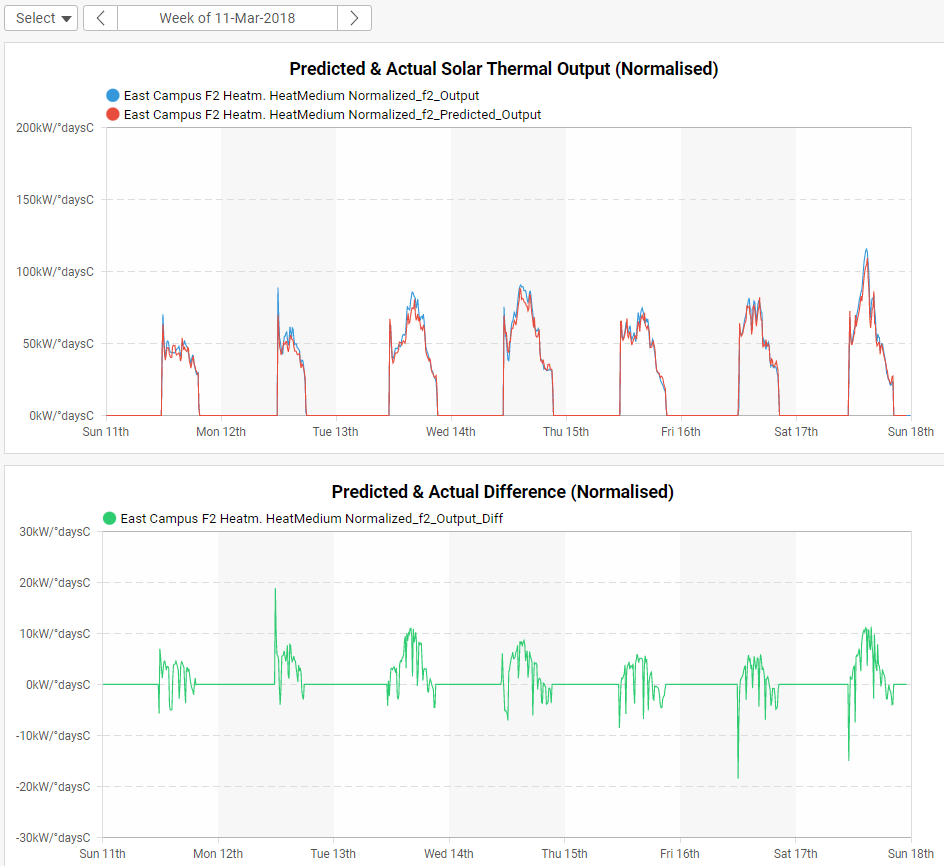 Select
Week of 11-Mar-2018
Predicted & Actual Solar Thermal Output (Normalised)
East Campus F2 Heatm. HeatMedium Normalized_f2_Output
East Campus F2 Heatm. HeatMedium Normalized_f2_Predicted_Output
200kW/°daysC
150kW/°daysC
100kW/°daysC
50kW/°daysC
0kW/°daysC
Sun 11th Mon 12th Tue 13th Wed 14th Thu 15th Fri 16th Sat 17th Sun 18th
Predicted & Actual Difference (Normalised)
East Campus F2 Heatm. HeatMedium Normalized_f2_Output_Diff
30kW/°daysC
20kW/°daysC
10kW/°daysC
0kW/°daysC
-10kW/°daysC
-20kW/°daysC
-30kW/°daysC
Sun 11th Mon 12th Tue 13th Wed 14th Thu 15th Fri 16th Sat 17th Sun 18th